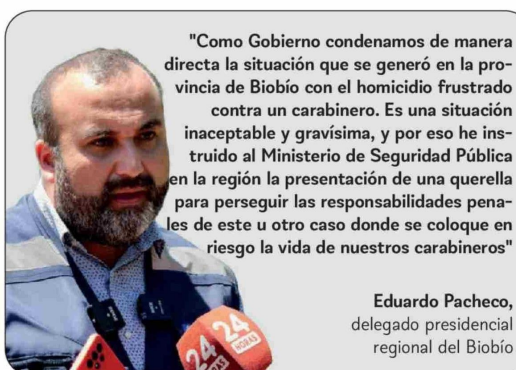 "Como Gobierno condenamos de manera
directa la situación que se generó en la pro-
vincia de Biobío con el homicidio frustrado
contra un carabinero. Es una situación
inaceptable y gravísima, y por eso he ins-
truido al Ministerio de Seguridad Pública
en la región la presentación de una querella
para perseguir las responsabilidades pena-
les de este u otro caso donde se coloque en
riesgo la vida de nuestros carabineros"
Eduardo Pacheco,
delegado presidencial
regional del Biobío
24
HORAS
24